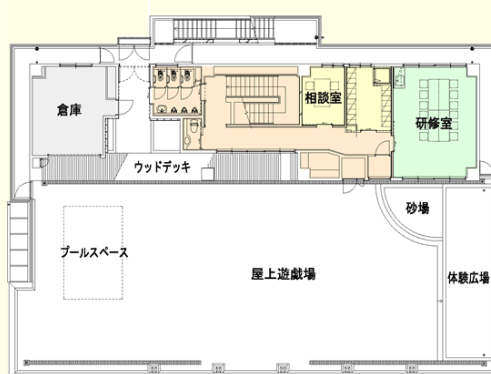 倉庫
相談室
研修室
ウッドデッキ
砂場
プールスペース
屋上遊戯場
体験広場